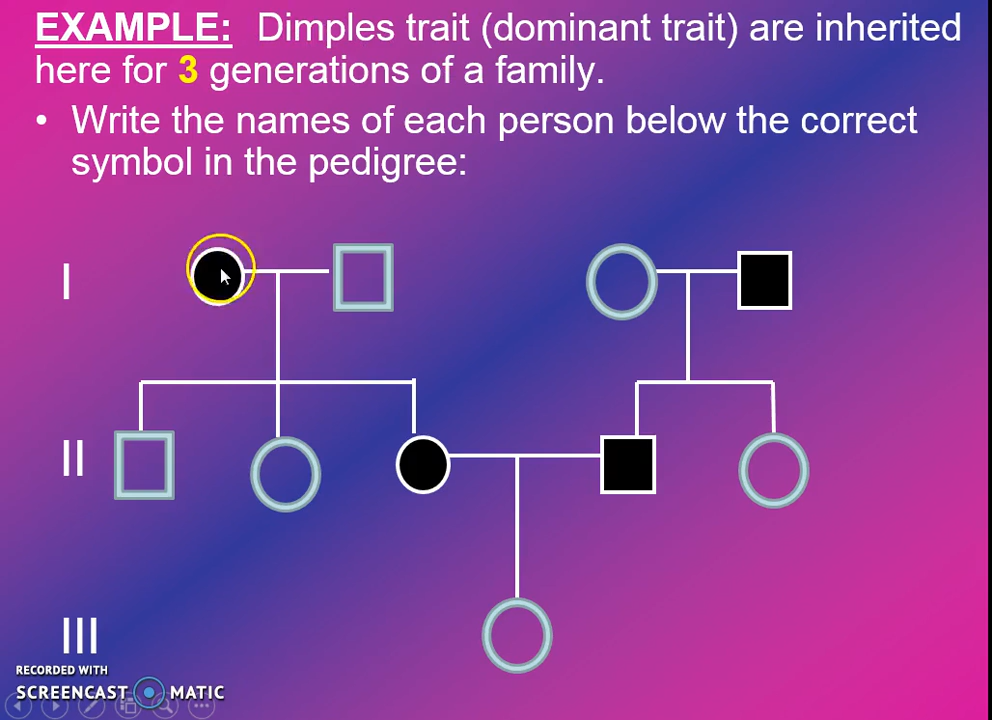 EXAMPLE: Dimples trait (dominant trait) are inherited
here for 3 generations of a family.
• Write the names of each person below the correct
symbol in the pedigree:
I
II
III
RECORDED WITH
SCREENCAST MATIC